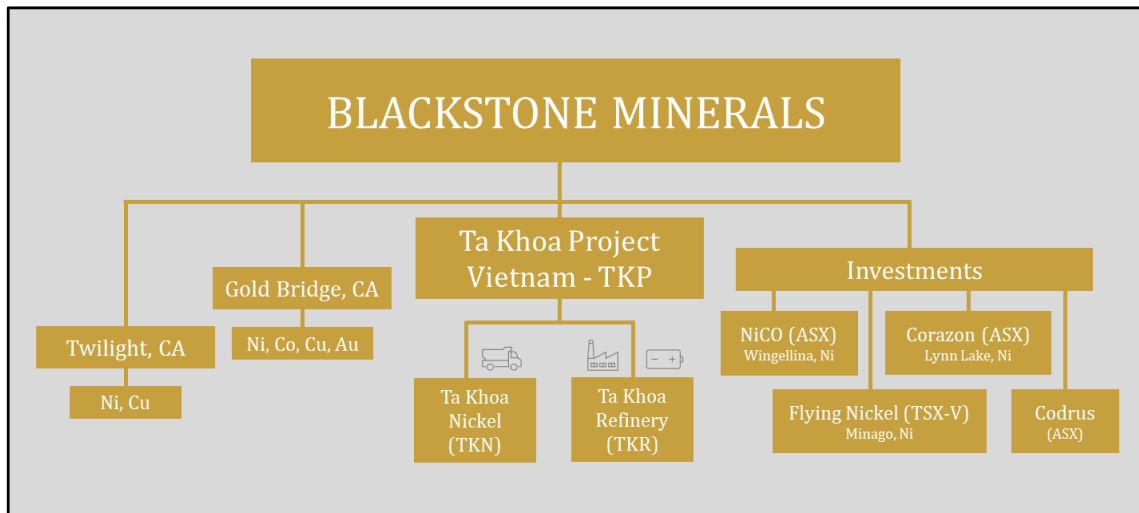 BLACKSTONE MINERALS
Ta Khoa Project
Vietnam - TKP
Investments
Gold Bridge, CA
Twilight, CA
Ni, Co, Cu, Au
Ni, Cu
Ta Khoa
Nickel
(TKN)
Ta Khoa
Refinery
(TKR)
NiCO (ASX)
Wingellina, Ni
Corazon (ASX)
Lynn Lake, Ni
Flying Nickel (TSX-V)
Minago, Ni
Codrus
(ASX)